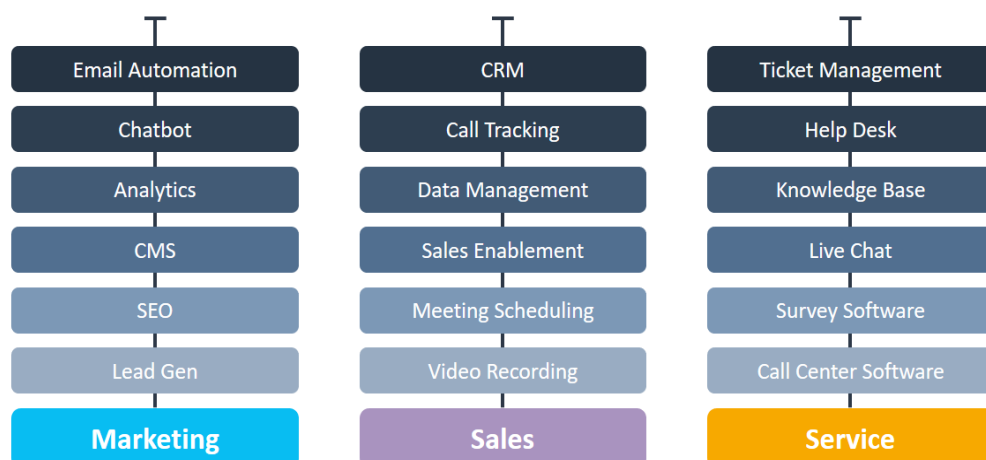 Email Automation
Chatbot
Analytics
CMS
SEO
Lead Gen
Marketing
CRM
Call Tracking
Data Management
Sales Enablement
Meeting Scheduling
Video Recording
Sales
Ticket Management
Help Desk
Knowledge Base
Live Chat
Survey Software
Call Center Software
Service